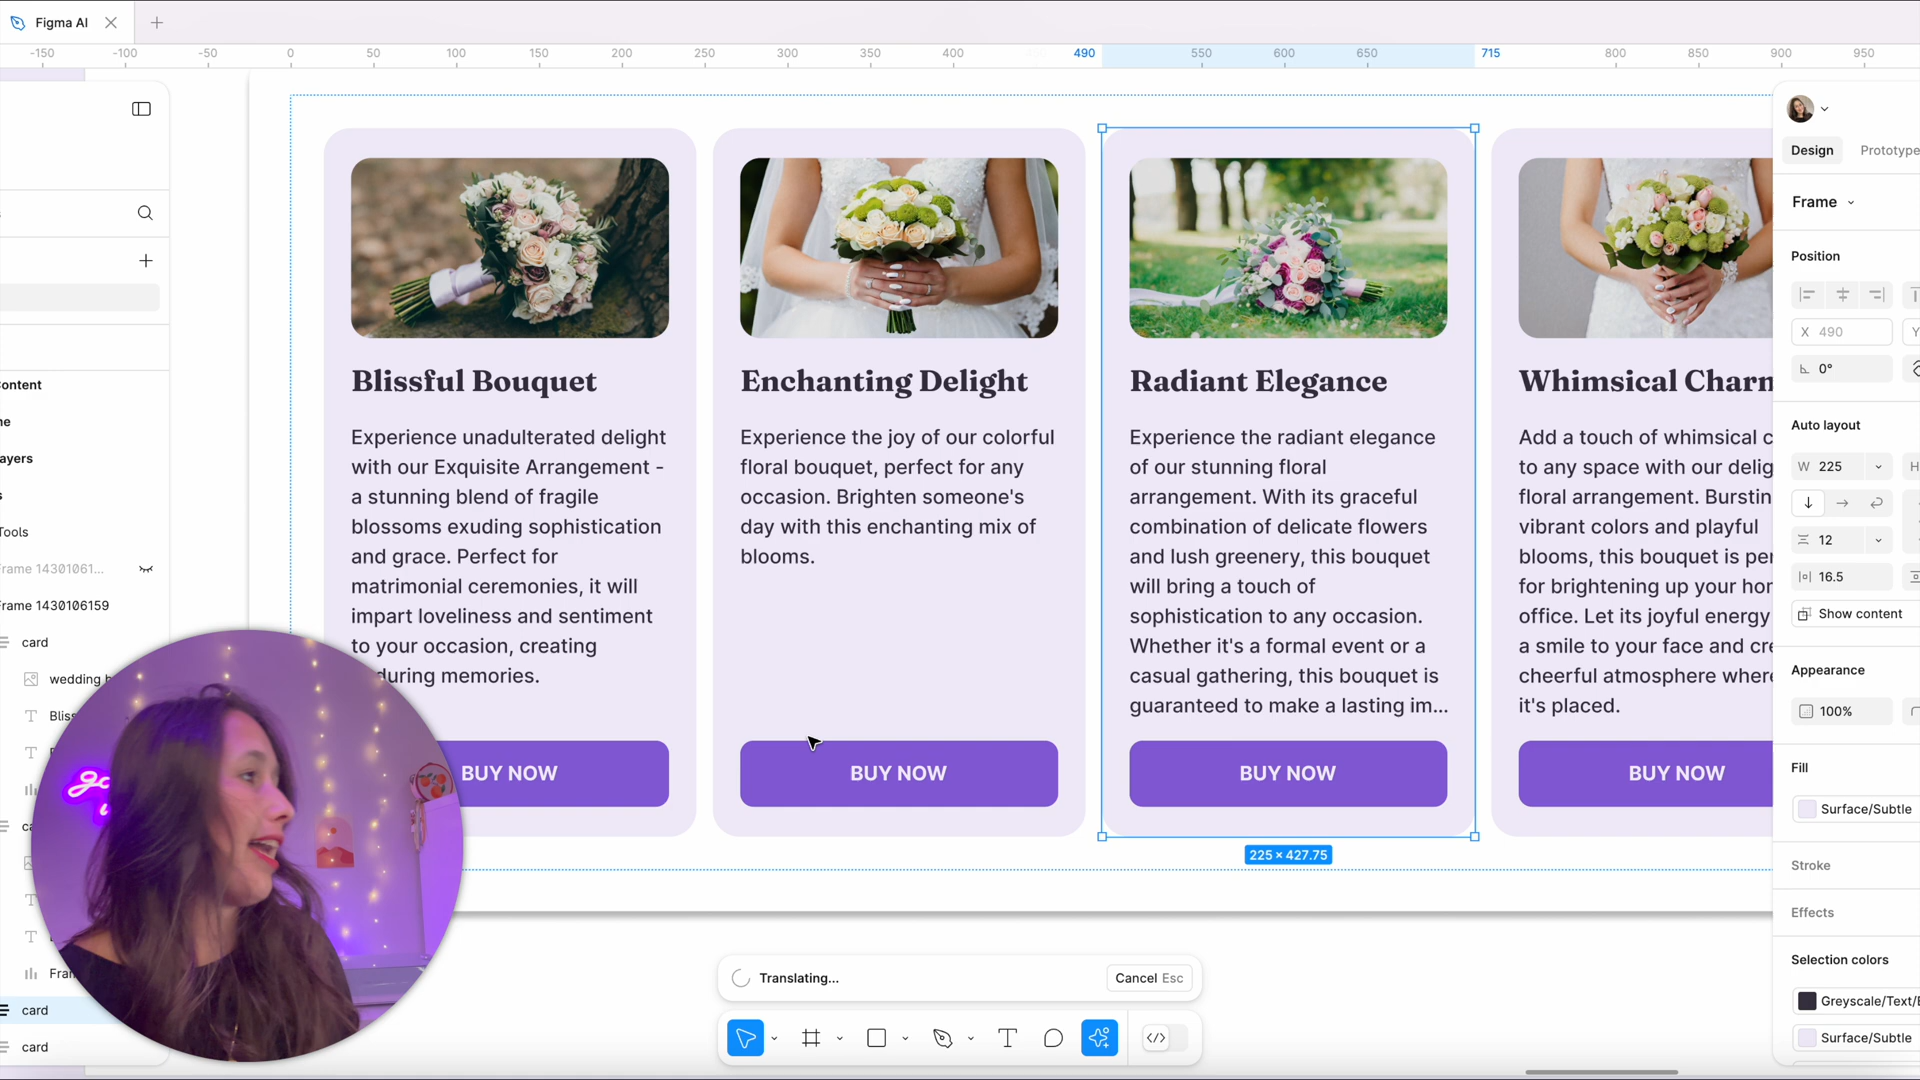 Figma AI
-150 -100 -50 0 50 100 150 200 250 300 350 400 490 550 600 650 715 800 850 900 950
Design Prototype
Frame
Position
X 490
0°
Auto layout
W 225 H
12
16.5
Show content
Appearance
100%
Fill
Surface/Subtle
Stroke
Effects
Selection colors
Greyscale/Text/
Surface/Subtle
Content
ayers
Tools
rame 14301061...
Frame 1430106159
card
wedding
Blis
card
card
Blissful Bouquet
Experience unadulterated delight
with our Exquisite Arrangement -
a stunning blend of fragile
blossoms exuding sophistication
and grace. Perfect for
matrimonial ceremonies, it will
impart loveliness and sentiment
to your occasion, creating
during memories.
BUY NOW
Enchanting Delight
Experience the joy of our colorful
floral bouquet, perfect for any
occasion. Brighten someone's
day with this enchanting mix of
blooms.
BUY NOW
Radiant Elegance
Experience the radiant elegance
of our stunning floral
arrangement. With its graceful
combination of delicate flowers
and lush greenery, this bouquet
will bring a touch of
sophistication to any occasion.
Whether it's a formal event or a
casual gathering, this bouquet is
guaranteed to make a lasting im...
BUY NOW
225 × 427.75
Whimsical Charm
Add a touch of whimsical c
to any space with our delig
floral arrangement. Burstin
vibrant colors and playful
blooms, this bouquet is pe
for brightening up your ho
office. Let its joyful energy
a smile to your face and cre
cheerful atmosphere where
it's placed.
BUY NOW
Translating...
Cancel Esc